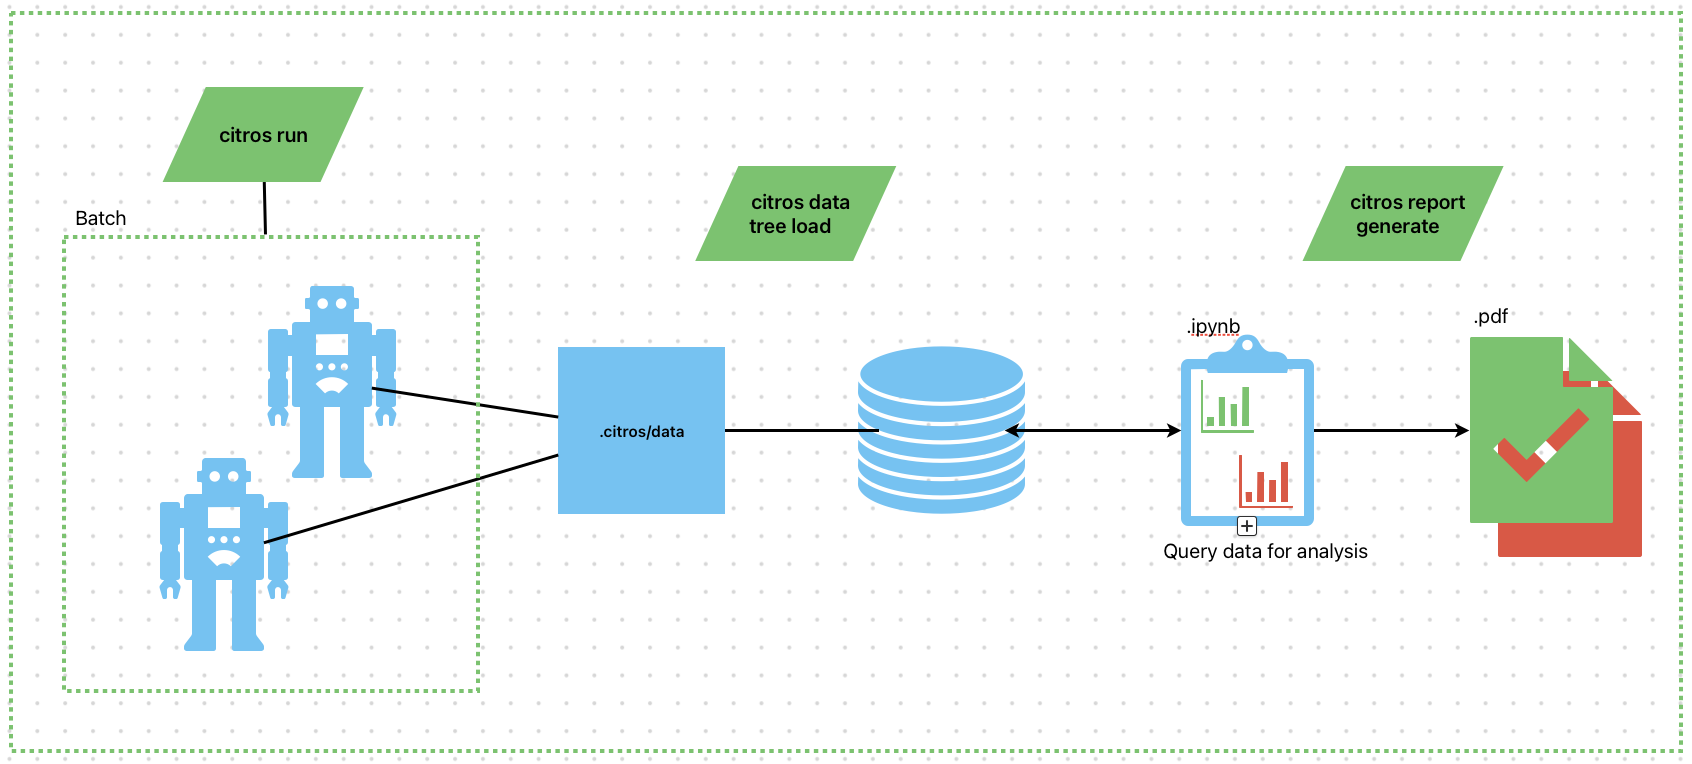 citros run
Batch
citros data
tree load
citros report
generate
.citros/data
.ipynb
.pdf
Query data for analysis